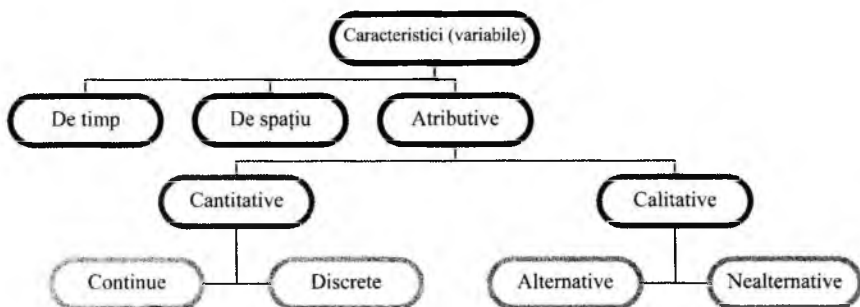 Caracteristici (variabile)
De timp
De spațiu
Atributive
Cantitative
Calitative
Continue
Discrete
Alternative
Nealternative